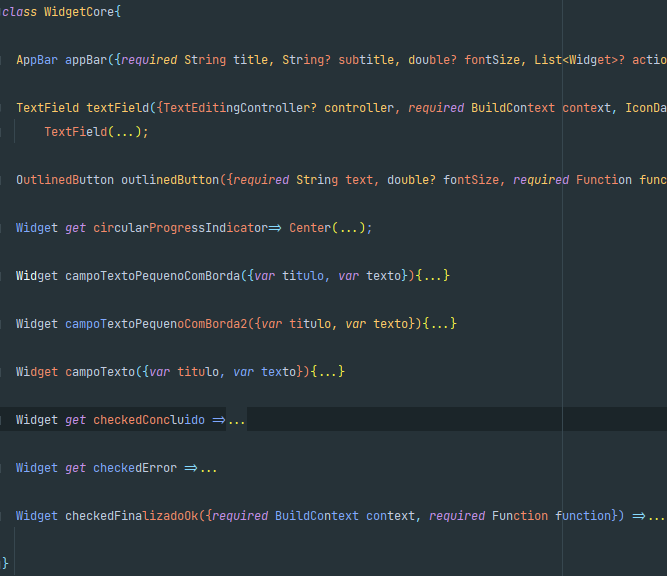 class WidgetCore{
AppBar appBar({required String title, String? subtitle, double? fontSize, List<Widget>? actio
TextField textField({TextEditingController? controller, required BuildContext context, IconDa
TextField(...);
OutlinedButton outlinedButton({required String text, double? fontSize, required Function func
Widget get circularProgressIndicator=> Center(...);
Widget campoTextoPequenoComBorda({var titulo, var texto}){...}
Widget campoTextoPequenoComBorda2({var titulo, var texto}){...}
Widget campoTexto({var titulo, var texto}){...}
Widget get checkedConcluido =>...
Widget get checkedError =>...
Widget checkedFinalizadoOk({required BuildContext context, required Function function}) =>...
}